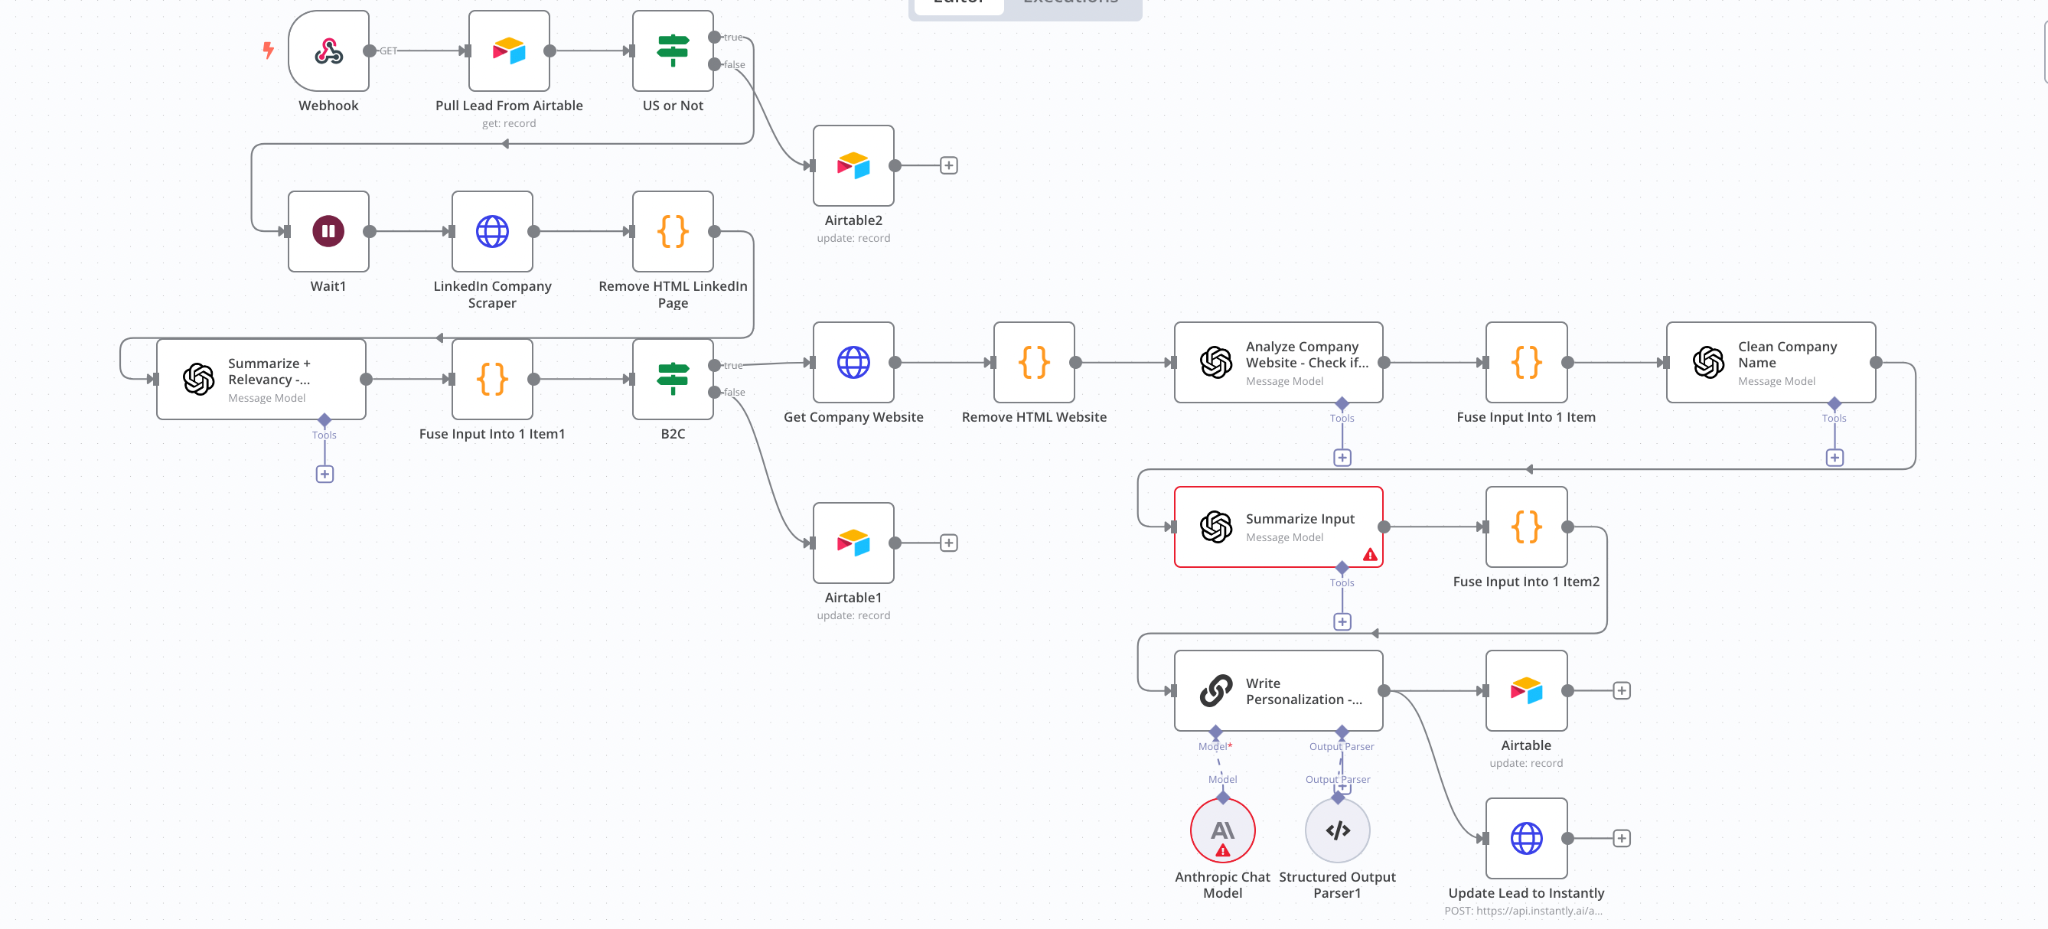 Editor
Executions
GET
true
false
Webhook
Pull Lead From Airtable
get: record
US or Not
Airtable2
update: record
Wait1
LinkedIn Company
Scraper
Remove HTML LinkedIn
Page
Summarize +
Relevancy -...
Message Model
Tools
Fuse Input Into 1 Item1
true
false
B2C
Get Company Website
Remove HTML Website
Analyze Company
Website - Check if...
Message Model
Tools
Fuse Input Into 1 Item
Clean Company
Name
Message Model
Tools
Airtable1
update: record
Summarize Input
Message Model
Tools
Fuse Input Into 1 Item2
Write
Personalization -...
Model*
Output Parser
Model
Output Parser
Anthropic Chat
Model
Structured Output
Parser1
Airtable
update: record
Update Lead to Instantly
POST: https://api.instantly.ai/a...